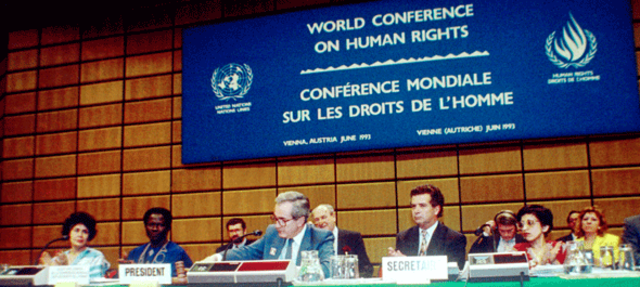 WORLD CONFERENCE
ON HUMAN RIGHTS
CONFÉRENCE MONDIALE
SUR LES DROITS DE L'HOMME
VIENNA, AUSTRIA JUNE 1993
VIENNE (AUTRICHE) JUIN 1993
UNITED NATIONS
NATIONS UNIES
HUMAN RIGHTS
DROITS DE L'HOMME
PRESIDENT
SECRETA